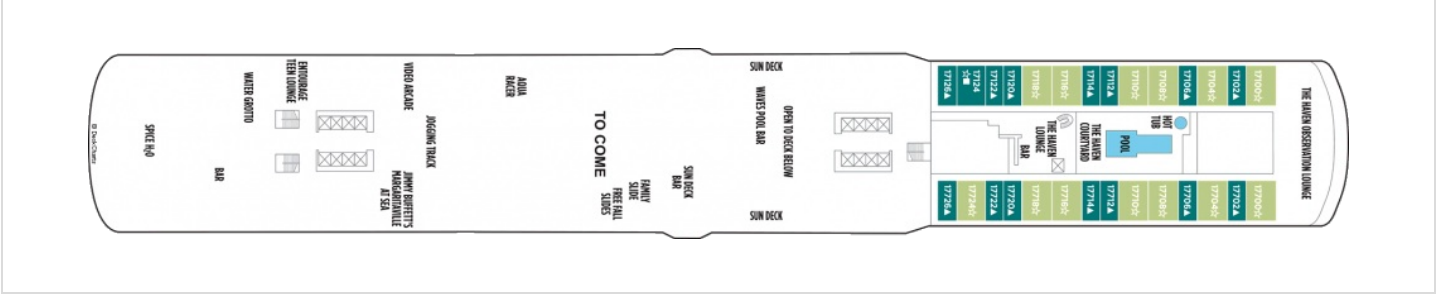 © Deck-Chartz
SPICE H₂O
BAR
WATER GROTTO
ENTOURAGE
TEEN LOUNGE
VIDEO ARCADE
JOGGING TRACK
JIMMY BUFFETT'S
MARGARITAVILLE
AT SEA
AQUA
RACER
TO COME
FAMILY
SLIDE
FREE FALL
SLIDES
SUN DECK
BAR
SUN DECK
WAVES POOL BAR
OPEN TO DECK BELOW
SUN DECK
17126▲
17124
☆■
17122▲
17120▲
17118☆
17116☆
17114▲
17112▲
17110☆
17108☆
17106▲
17104☆
17102▲
17100☆
THE HAVEN
LOUNGE
BAR
THE HAVEN
COURTYARD
POOL
HOT
TUB
THE HAVEN OBSERVATION LOUNGE
17726▲
17724☆
17722▲
17720▲
17718☆
17716☆
17714▲
17712▲
17710☆
17708☆
17706▲
17704☆
17702▲
17700☆